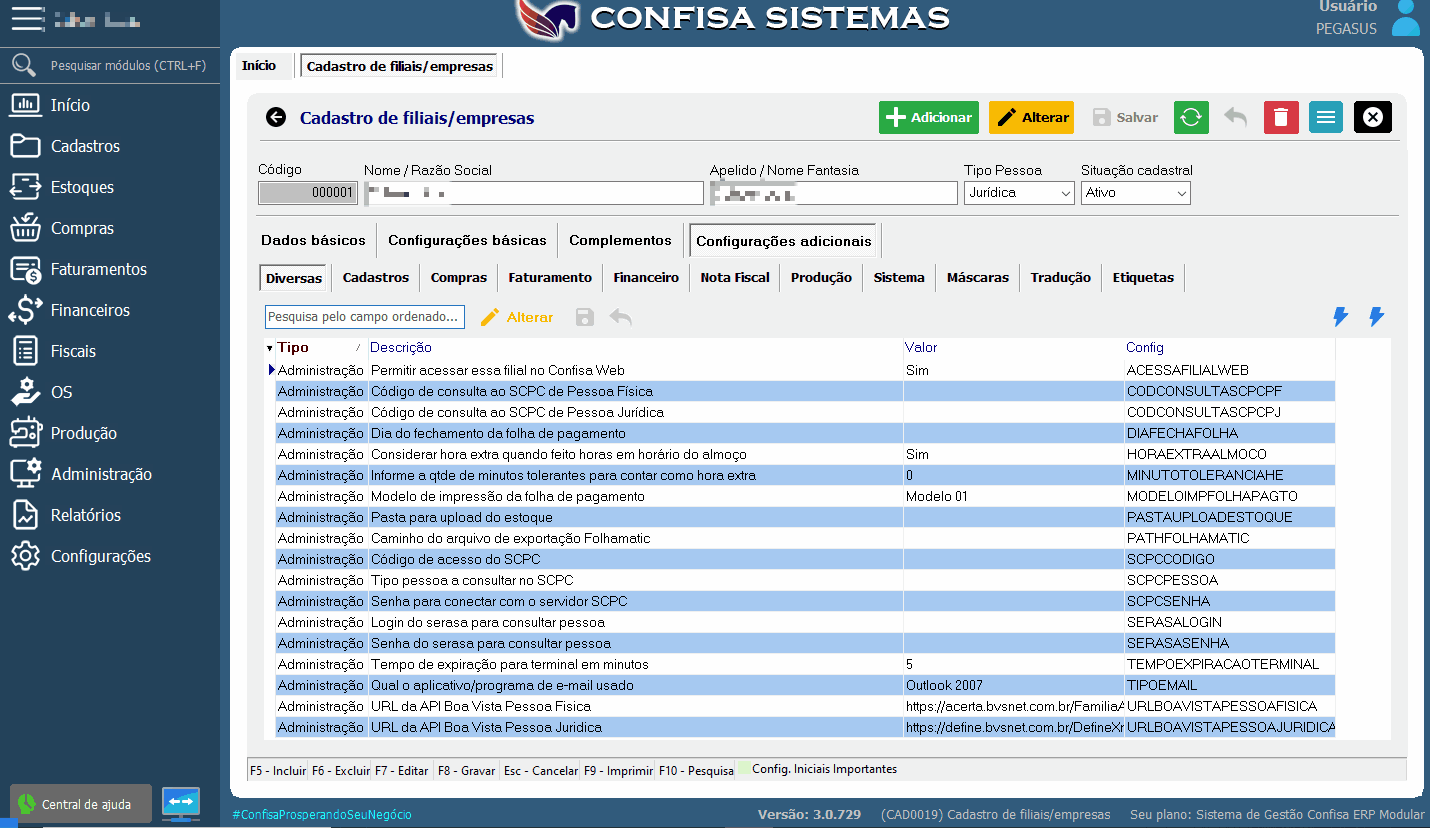 CONFISA SISTEMAS
Usuário
PEGASUS
Pesquisar módulos (CTRL+F)
Início
Cadastros
Estoques
Compras
Faturamentos
Financeiros
Fiscais
OS
Produção
Administração
Relatórios
Configurações
Central de ajuda
Início Cadastro de filiais/empresas
Cadastro de filiais/empresas Adicionar Alterar Salvar
Código Nome / Razão Social Apelido / Nome Fantasia Tipo Pessoa Situação cadastral
000001 Jurídica Ativo
Dados básicos Configurações básicas Complementos Configurações adicionais
Diversas Cadastros Compras Faturamento Financeiro Nota Fiscal Produção Sistema Máscaras Tradução Etiquetas
Pesquisa pelo campo ordenado... Alterar
Tipo Descrição Valor Config
Administração Permitir acessar essa filial no Confisa Web Sim ACESSAFILIALWEB
Administração Código de consulta ao SCPC de Pessoa Física CODCONSULTASCPCPF
Administração Código de consulta ao SCPC de Pessoa Jurídica CODCONSULTASCPCPJ
Administração Dia do fechamento da folha de pagamento DIAFECHAFOLHA
Administração Considerar hora extra quando feito horas em horário do almoço Sim HORAEXTRAALMOCO
Administração Informe a qtde de minutos tolerantes para contar como hora extra 0 MINUTOTOLERANCIAHE
Administração Modelo de impressão da folha de pagamento Modelo 01 MODELOIMPFOLHAPAGTO
Administração Pasta para upload do estoque PASTAUPLOADESTOQUE
Administração Caminho do arquivo de exportação Folhamatic PATHFOLHAMATIC
Administração Código de acesso do SCPC SCPCCODIGO
Administração Tipo pessoa a consultar no SCPC SCPCPESSOA
Administração Senha para conectar com o servidor SCPC SCPCSENHA
Administração Login do serasa para consultar pessoa SERASALOGIN
Administração Senha do serasa para consultar pessoa SERASASENHA
Administração Tempo de expiração para terminal em minutos 5 TEMPOEXPIRACAOTERMINAL
Administração Qual o aplicativo/programa de e-mail usado Outlook 2007 TIPOEMAIL
Administração URL da API Boa Vista Pessoa Fisica https://acerta.bvsnet.com.br/FamiliaA URLBOAVISTAPESSOAFISICA
Administração URL da API Boa Vista Pessoa Juridica https://define.bvsnet.com.br/DefineXm URLBOAVISTAPESSOAJURIDICA
F5 - Incluir F6 - Excluir F7 - Editar F8 - Gravar Esc - Cancelar F9 - Imprimir F10 - Pesquisa Config. Iniciais Importantes
#ConfisaProsperandoSeuNegócio Versão: 3.0.729 (CAD0019) Cadastro de filiais/empresas Seu plano: Sistema de Gestão Confisa ERP Modular